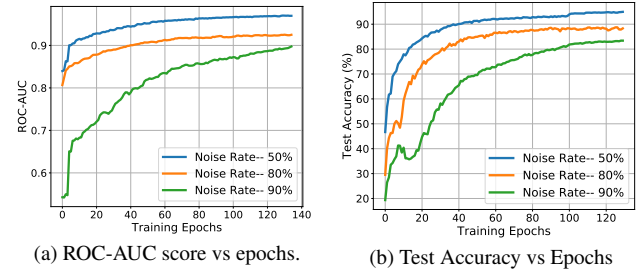 0.9
0.8
0.7
0.6
ROC-AUC
Noise Rate-- 50%
Noise Rate-- 80%
Noise Rate-- 90%
0 20 40 60 80 100 120 140
Training Epochs
(a) ROC-AUC score vs epochs.
90
80
70
60
50
40
30
20
Test Accuracy (%)
Noise Rate-- 50%
Noise Rate-- 80%
Noise Rate-- 90%
0 20 40 60 80 100 120
Training Epochs
(b) Test Accuracy vs Epochs